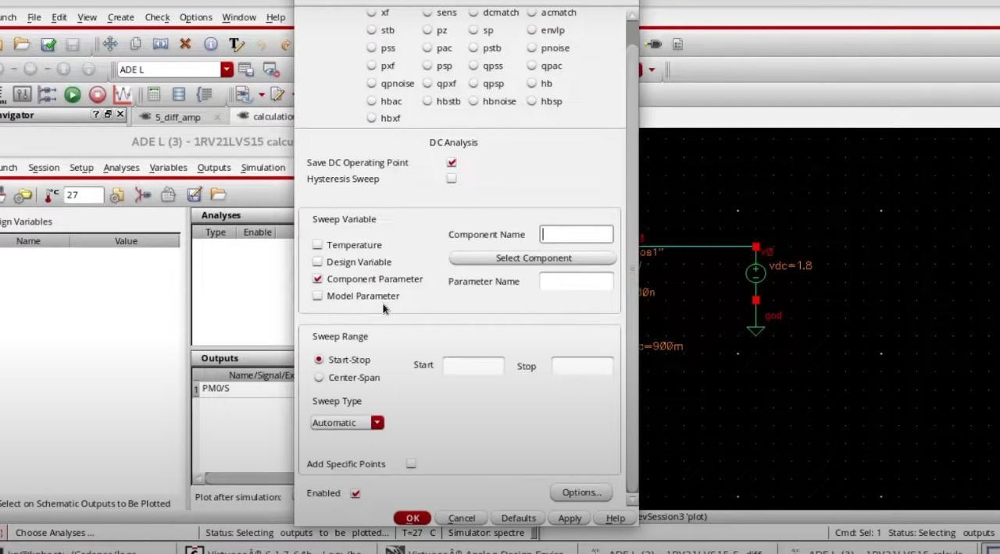 unch File Edit View Create Check Options Window Help
ADE L
avigator
5_diff_amp
calculation
ADE L (3) - 1RV21LVS15 calcu
unch Session Setup Analyses Variables Outputs Simulation
°C 27
ign Variables
Name Value
Analyses
Type Enable
Outputs
Name/Signal/Ex
1 PM0/S
Plot after simulation:
Select on Schematic Outputs to Be Plotted
xf sens dcmatch acmatch
stb pz sp envlp
pss pac pstb pnoise
pxf psp qpss qpac
qpnoise qpxf qpsp hb
hbac hbstb hbnoise hbsp
hbxf
DC Analysis
Save DC Operating Point
Hysteresis Sweep
Sweep Variable
Temperature
Design Variable
Component Parameter
Model Parameter
Component Name
Select Component
Parameter Name
Sweep Range
Start-Stop
Center-Span
Start Stop
Sweep Type
Automatic
Add Specific Points
Enabled
Options...
OK Cancel Defaults Apply Help
os1"
V0
vdc=1.8
00n
gnd
c=900m
evSession3 'plot)
Choose Analyses ... Status: Selecting outputs to be plotted... T=27 C Simulator: spectre
Cmd: Sel: 1 Status: Selecting outputs